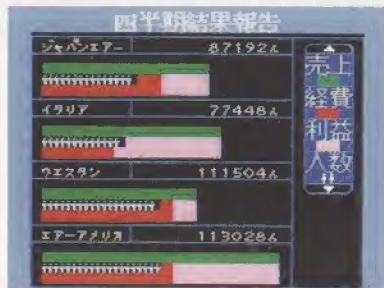 四半期結果報告
ジャパンエアー 87192人
イタリア 77448人
ウエスタン 111504人
エアーアメリカ 113028人
売上
経費
利益
人数